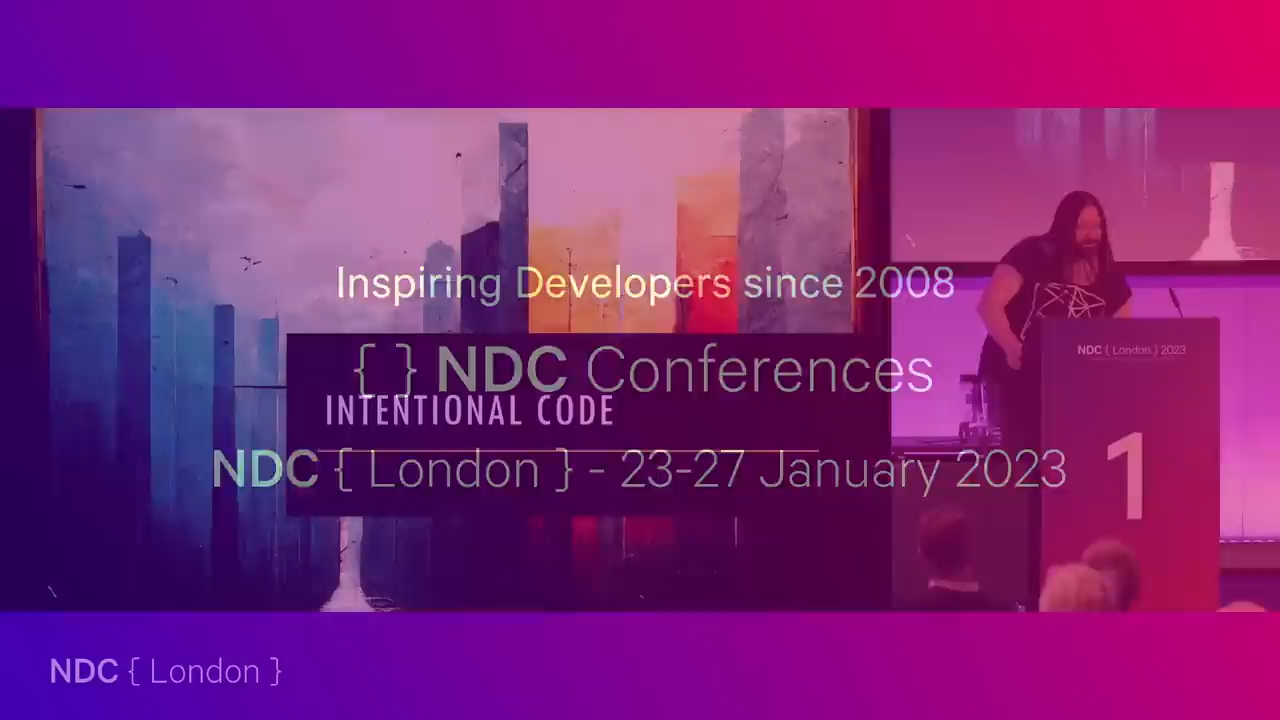 Inspiring Developers since 2008
{ } NDC Conferences
INTENTIONAL CODE
NDC { London } - 23-27 January 2023
NDC { London } 2023
1
NDC { London }